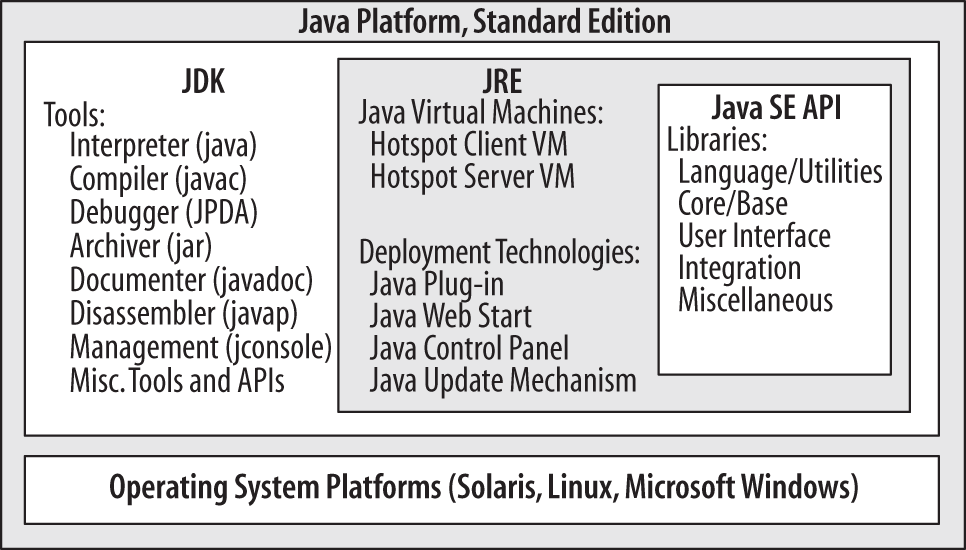 Java Platform, Standard Edition
JDK
Tools:
Interpreter (java)
Compiler (javac)
Debugger (JPDA)
Archiver (jar)
Documenter (javadoc)
Disassembler (javap)
Management (jconsole)
Misc. Tools and APIs
JRE
Java Virtual Machines:
Hotspot Client VM
Hotspot Server VM
Deployment Technologies:
Java Plug-in
Java Web Start
Java Control Panel
Java Update Mechanism
Java SE API
Libraries:
Language/Utilities
Core/Base
User Interface
Integration
Miscellaneous
Operating System Platforms (Solaris, Linux, Microsoft Windows)